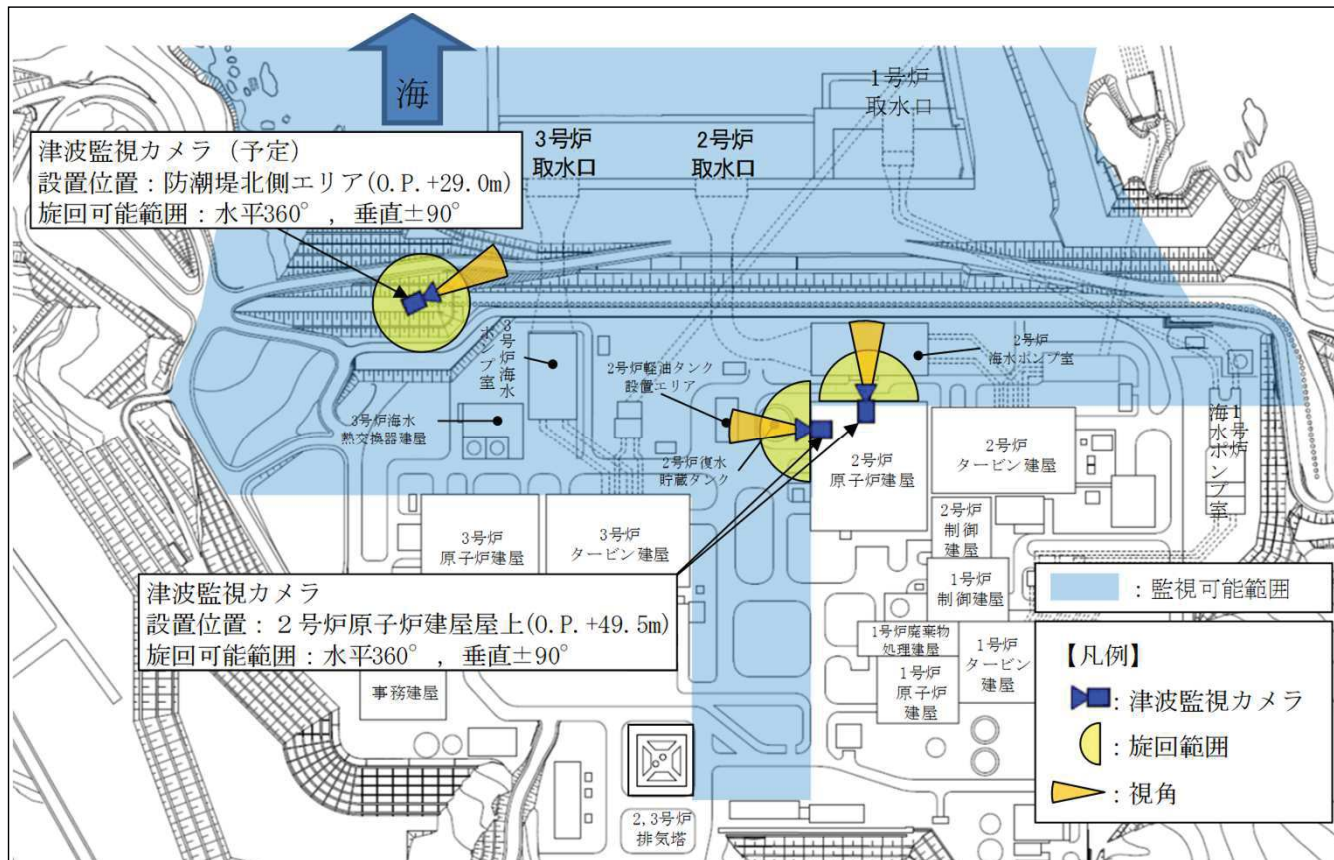 海
1号炉
取水口
3号炉
取水口
2号炉
取水口
津波監視カメラ（予定）
設置位置：防潮堤北側エリア(O.P.+29.0m)
旋回可能範囲：水平360°，垂直±90°
3号炉海水
ポンプ室
2号炉軽油タンク
設置エリア
2号炉
海水ポンプ室
3号炉海水
熱交換器建屋
2号炉復水
貯蔵タンク
2号炉
原子炉建屋
2号炉
タービン建屋
1号炉
海水ポンプ室
3号炉
原子炉建屋
3号炉
タービン建屋
2号炉
制御
建屋
1号炉
制御建屋
津波監視カメラ
設置位置：２号炉原子炉建屋屋上(O.P.+49.5m)
旋回可能範囲：水平360°，垂直±90°
：監視可能範囲
1号炉廃棄物
処理建屋
1号炉
タービン
建屋
1号炉
原子炉
建屋
事務建屋
2,3号炉
排気塔
【凡例】
：津波監視カメラ
：旋回範囲
：視角